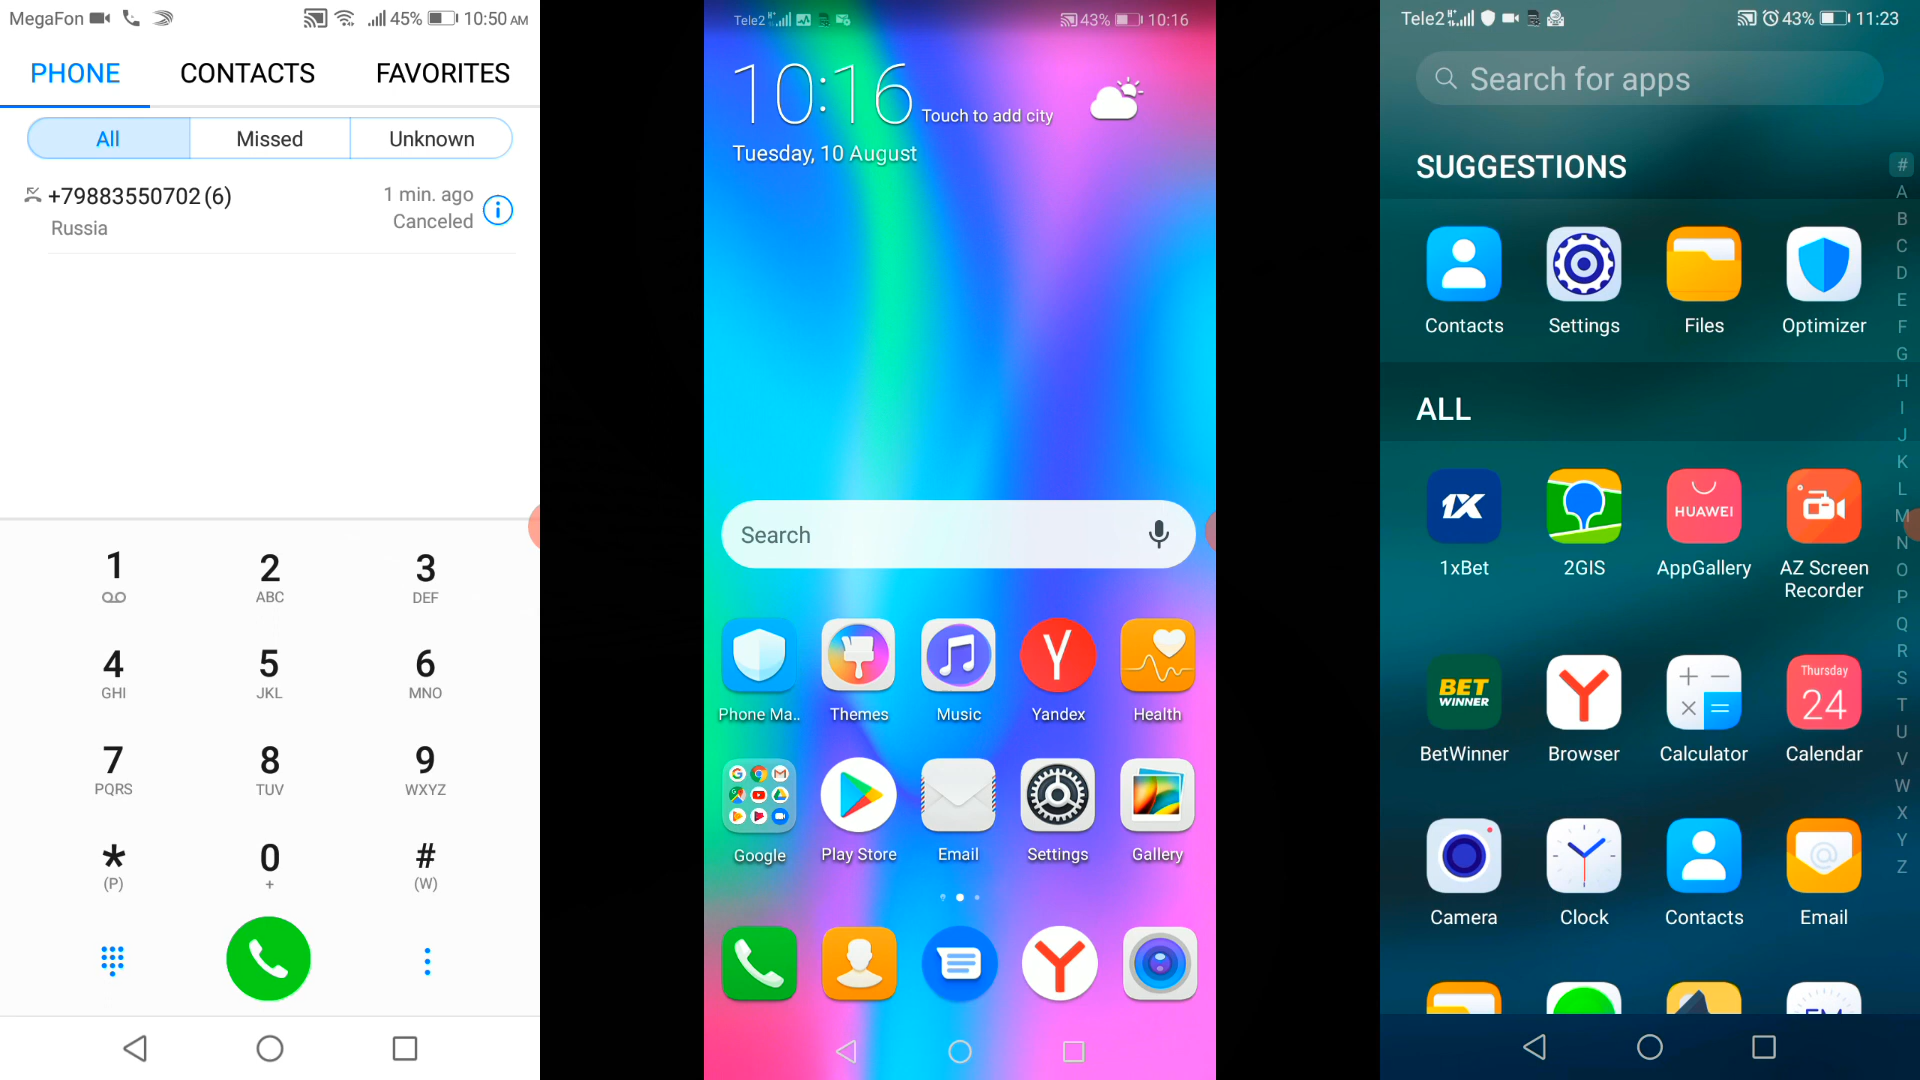 MegaFon 45% 10:50 AM
PHONE CONTACTS FAVORITES
All Missed Unknown
+79883550702 (6) 1 min. ago
Russia Canceled
1 2 3
ABC DEF
4 5 6
GHI JKL MNO
7 8 9
PQRS TUV WXYZ
* 0 #
(P) + (W)
Tele2 43% 10:16
10:16 Touch to add city
Tuesday, 10 August
Search
Phone Ma.. Themes Music Yandex Health
Google Play Store Email Settings Gallery
Tele2 43% 11:23
Search for apps
SUGGESTIONS
Contacts Settings Files Optimizer
ALL
1X HUAWEI
1xBet 2GIS AppGallery AZ Screen
Recorder
BET
WINNER
Thursday
24
BetWinner Browser Calculator Calendar
Camera Clock Contacts Email
#
A
B
C
D
E
F
G
H
I
J
K
L
M
N
O
P
Q
R
S
T
U
V
W
X
Y
Z